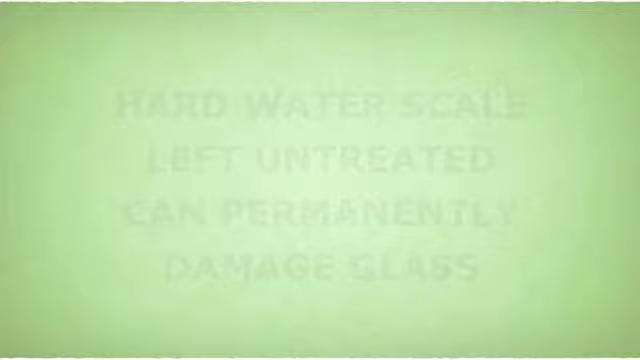 HARD WATER SCALE
LEFT UNTREATED
CAN PERMANENTLY
DAMAGE GLASS